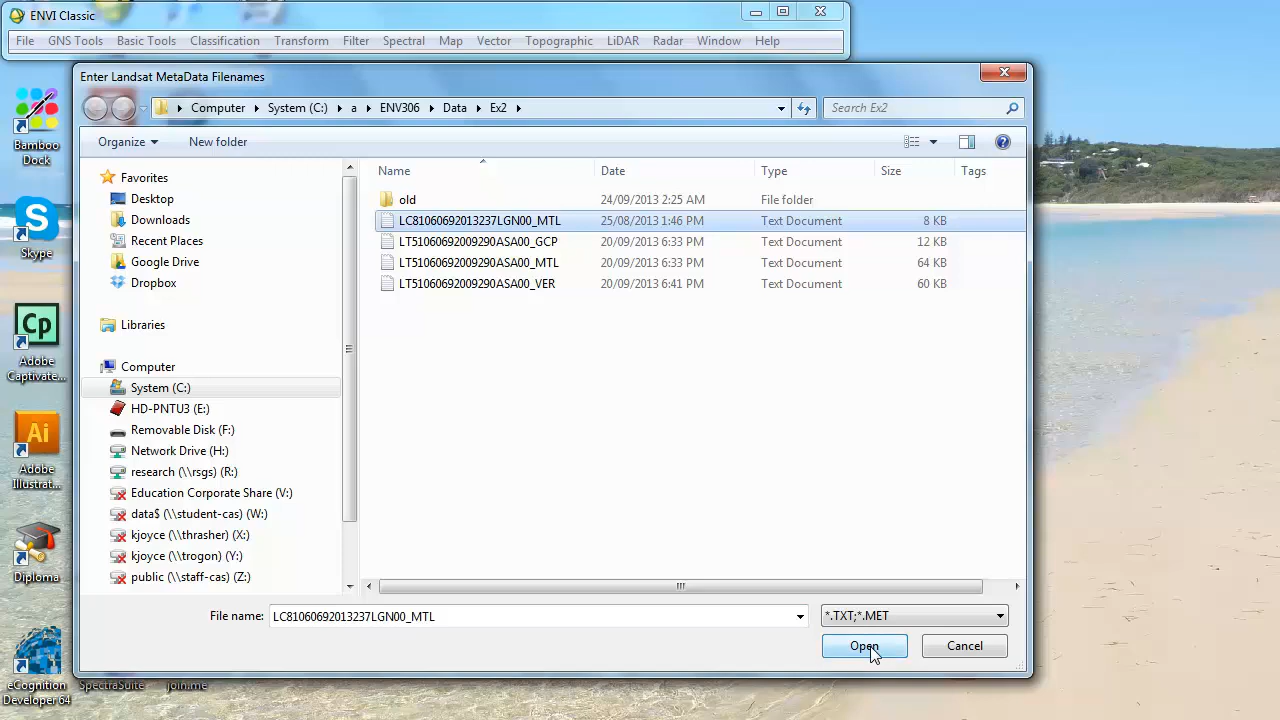 ENVI Classic
File GNS Tools Basic Tools Classification Transform Filter Spectral Map Vector Topographic LiDAR Radar Window Help
Enter Landsat MetaData Filenames
Computer System (C:) a ENV306 Data Ex2
Search Ex2
Organize New folder
Name Date Type Size Tags
old 24/09/2013 2:25 AM File folder
LC81060692013237LGN00_MTL 25/08/2013 1:46 PM Text Document 8 KB
LT51060692009290ASA00_GCP 20/09/2013 6:33 PM Text Document 12 KB
LT51060692009290ASA00_MTL 20/09/2013 6:33 PM Text Document 64 KB
LT51060692009290ASA00_VER 20/09/2013 6:41 PM Text Document 60 KB
Favorites
Desktop
Downloads
Recent Places
Google Drive
Dropbox
Libraries
Computer
System (C:)
HD-PNTU3 (E:)
Removable Disk (F:)
Network Drive (H:)
research (\\rsgs) (R:)
Education Corporate Share (V:)
data$ (\\student-cas) (W:)
kjoyce (\\thrasher) (X:)
kjoyce (\\trogon) (Y:)
public (\\staff-cas) (Z:)
File name: LC81060692013237LGN00_MTL
*.TXT;*.MET
Open Cancel
Bamboo
Dock
Skype
Cp
Adobe
Captivate...
Ai
Adobe
Illustrat...
Diploma
eCognition
Developer 64
SpectraSuite
join.me